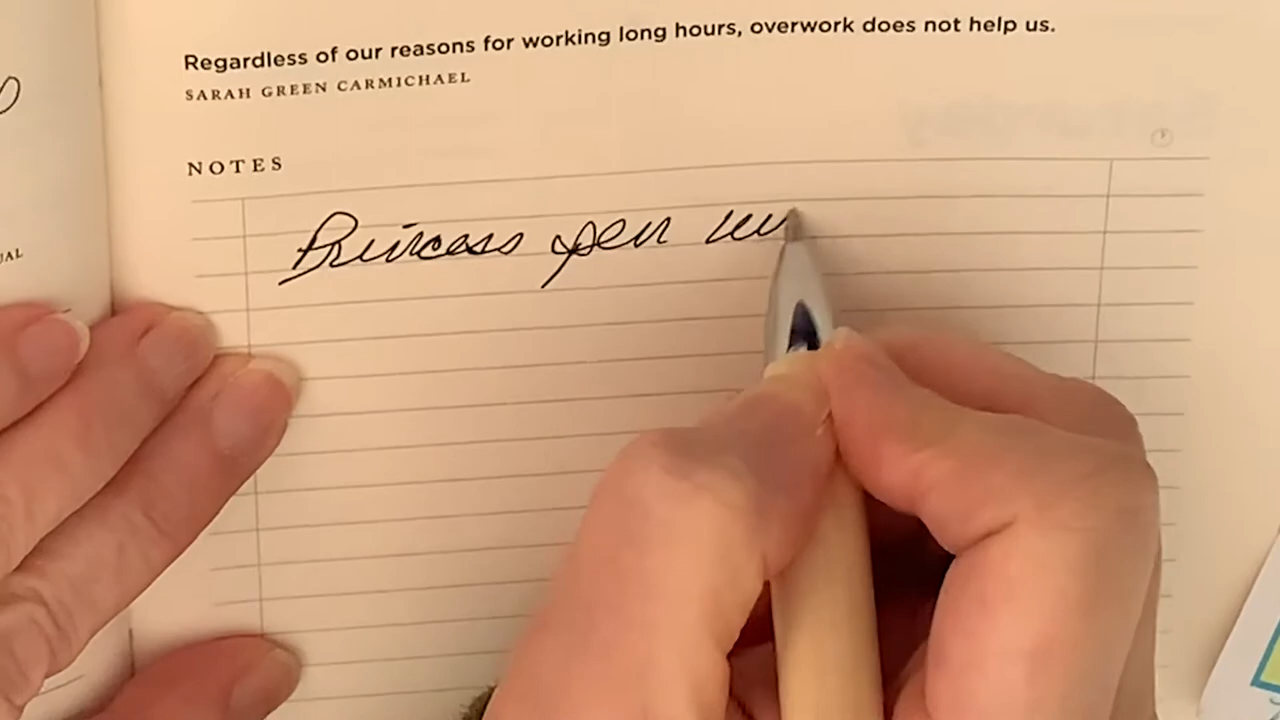 Regardless of our reasons for working long hours, overwork does not help us.
SARAH GREEN CARMICHAEL
NOTES
Princess pen